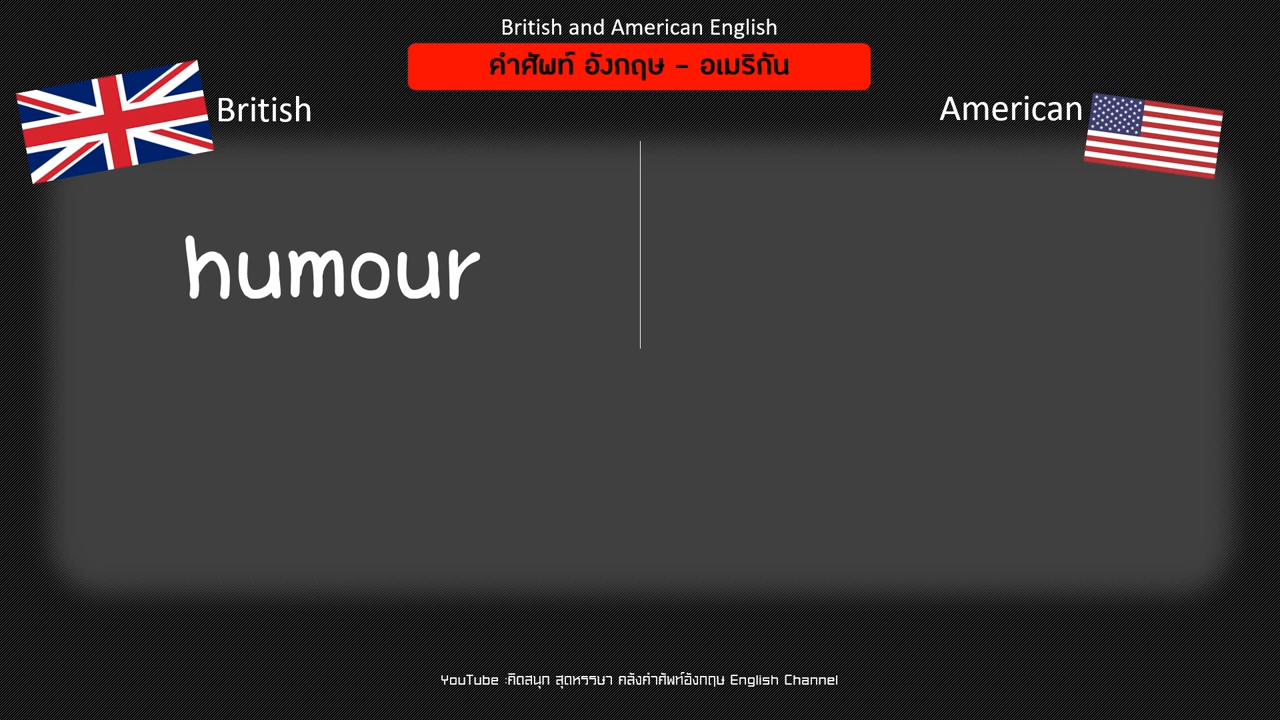 British and American English
คำศัพท์ อังกฤษ - อเมริกัน
British
American
humour
YouTube :คิดสนุก สุดหรรษา คลังคำศัพท์อังกฤษ English Channel